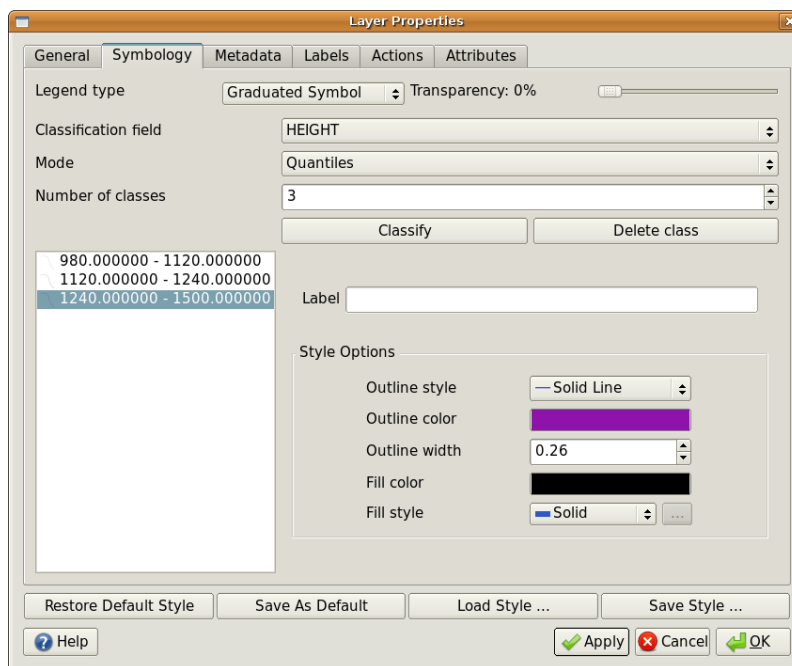 Layer Properties
General Symbology Metadata Labels Actions Attributes
Legend type Graduated Symbol Transparency: 0%
Classification field HEIGHT
Mode Quantiles
Number of classes 3
Classify Delete class
980.000000 - 1120.000000
1120.000000 - 1240.000000
1240.000000 - 1500.000000
Label
Style Options
Outline style Solid Line
Outline color
Outline width 0.26
Fill color
Fill style Solid ...
Restore Default Style Save As Default Load Style ... Save Style ...
Help Apply Cancel OK